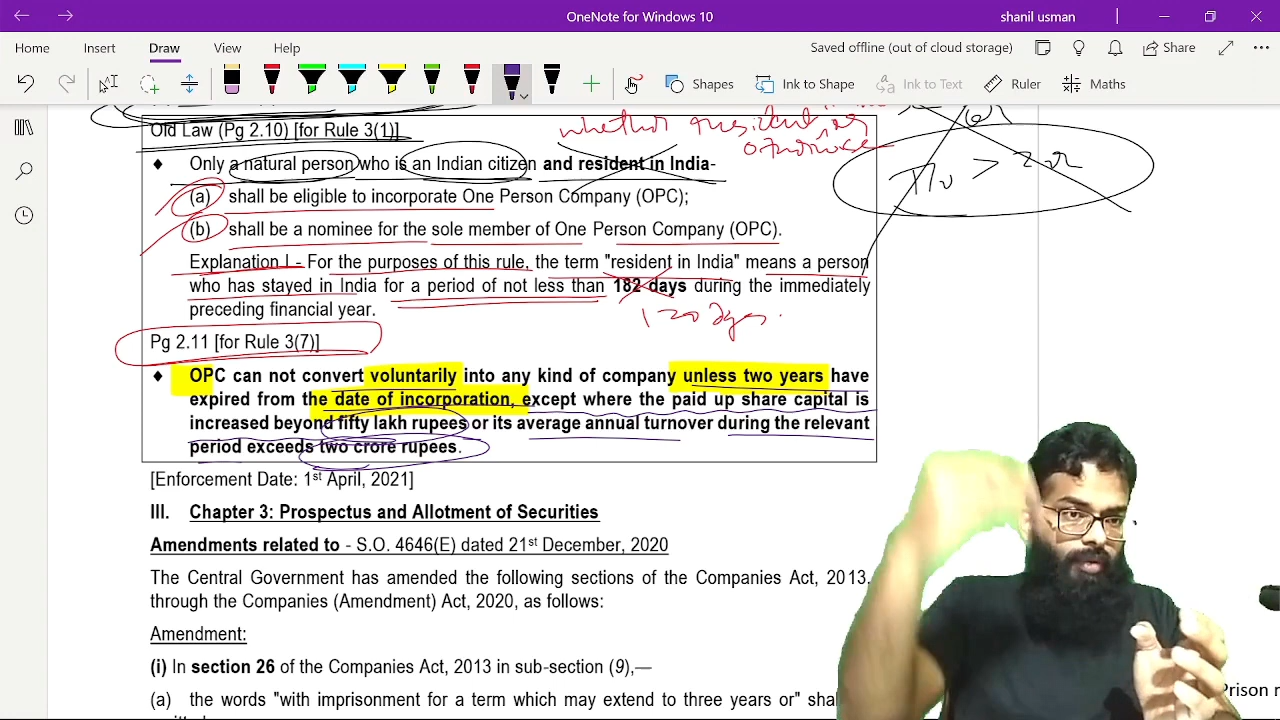 OneNote for Windows 10
shanil usman
Home Insert Draw View Help
Saved offline (out of cloud storage)
Share
Shapes
Ink to Shape
Ink to Text
Ruler
Maths
Old Law (Pg 2.10) [for Rule 3(1)]
whether resident or
otherwise
(or)
T/o > 2cr
♦ Only a natural person who is an Indian citizen and resident in India-
(a) shall be eligible to incorporate One Person Company (OPC);
(b) shall be a nominee for the sole member of One Person Company (OPC).
Explanation I - For the purposes of this rule, the term "resident in India" means a person
who has stayed in India for a period of not less than 182 days during the immediately
preceding financial year.
120 days.
Pg 2.11 [for Rule 3(7)]
♦ OPC can not convert voluntarily into any kind of company unless two years have
expired from the date of incorporation, except where the paid up share capital is
increased beyond fifty lakh rupees or its average annual turnover during the relevant
period exceeds two crore rupees.
[Enforcement Date: 1st April, 2021]
III. Chapter 3: Prospectus and Allotment of Securities
Amendments related to - S.O. 4646(E) dated 21st December, 2020
The Central Government has amended the following sections of the Companies Act, 2013,
through the Companies (Amendment) Act, 2020, as follows:
Amendment:
(i) In section 26 of the Companies Act, 2013 in sub-section (9),—
(a) the words "with imprisonment for a term which may extend to three years or"
Prison